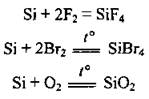 Si + 2F₂ = SiF₄
Si + 2Br₂ =t°= SiBr₄
Si + O₂ =t°= SiO₂